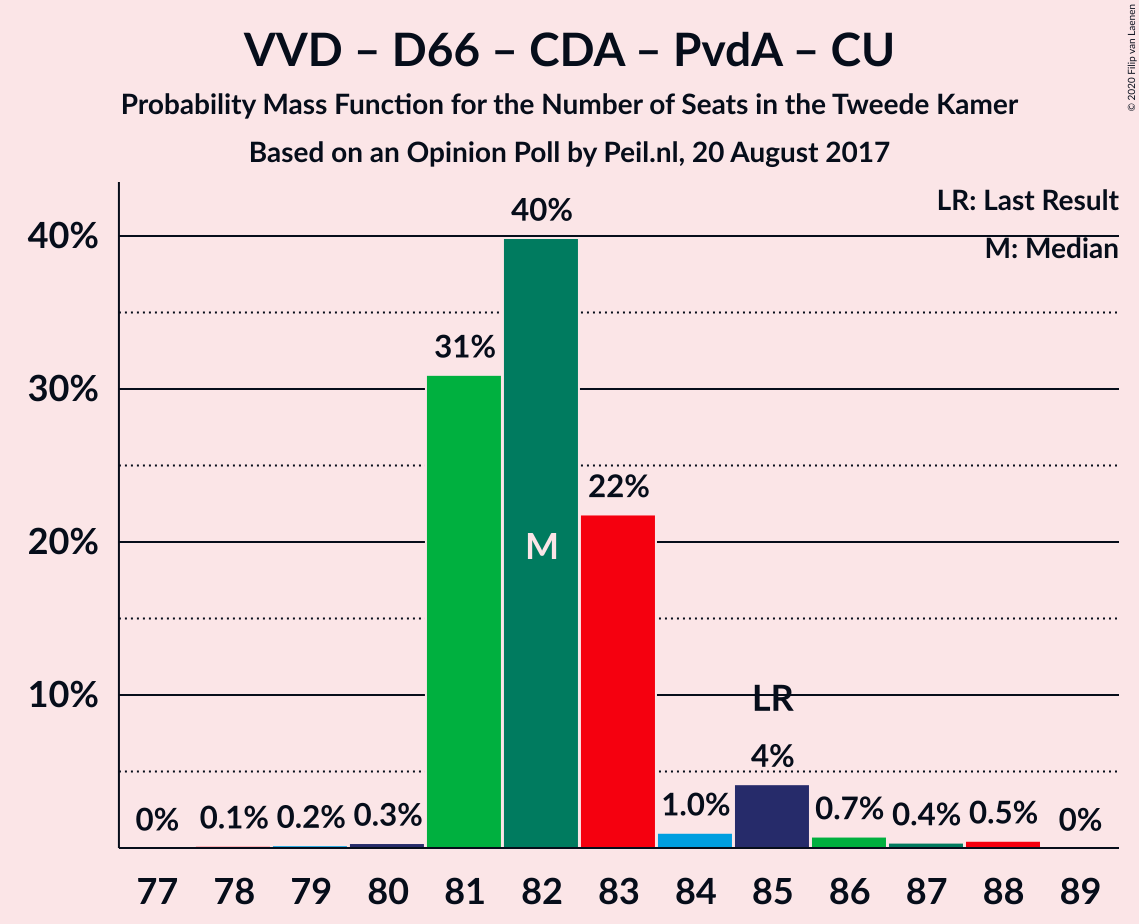 VVD – D66 – CDA – PvdA – CU
Probability Mass Function for the Number of Seats in the Tweede Kamer
Based on an Opinion Poll by Peil.nl, 20 August 2017
© 2020 Filip van Laenen
LR: Last Result
M: Median
40%
30%
20%
10%
0%
0.1%
0.2%
0.3%
31%
40%
22%
1.0%
4%
0.7%
0.4%
0.5%
0%
M
LR
77 78 79 80 81 82 83 84 85 86 87 88 89